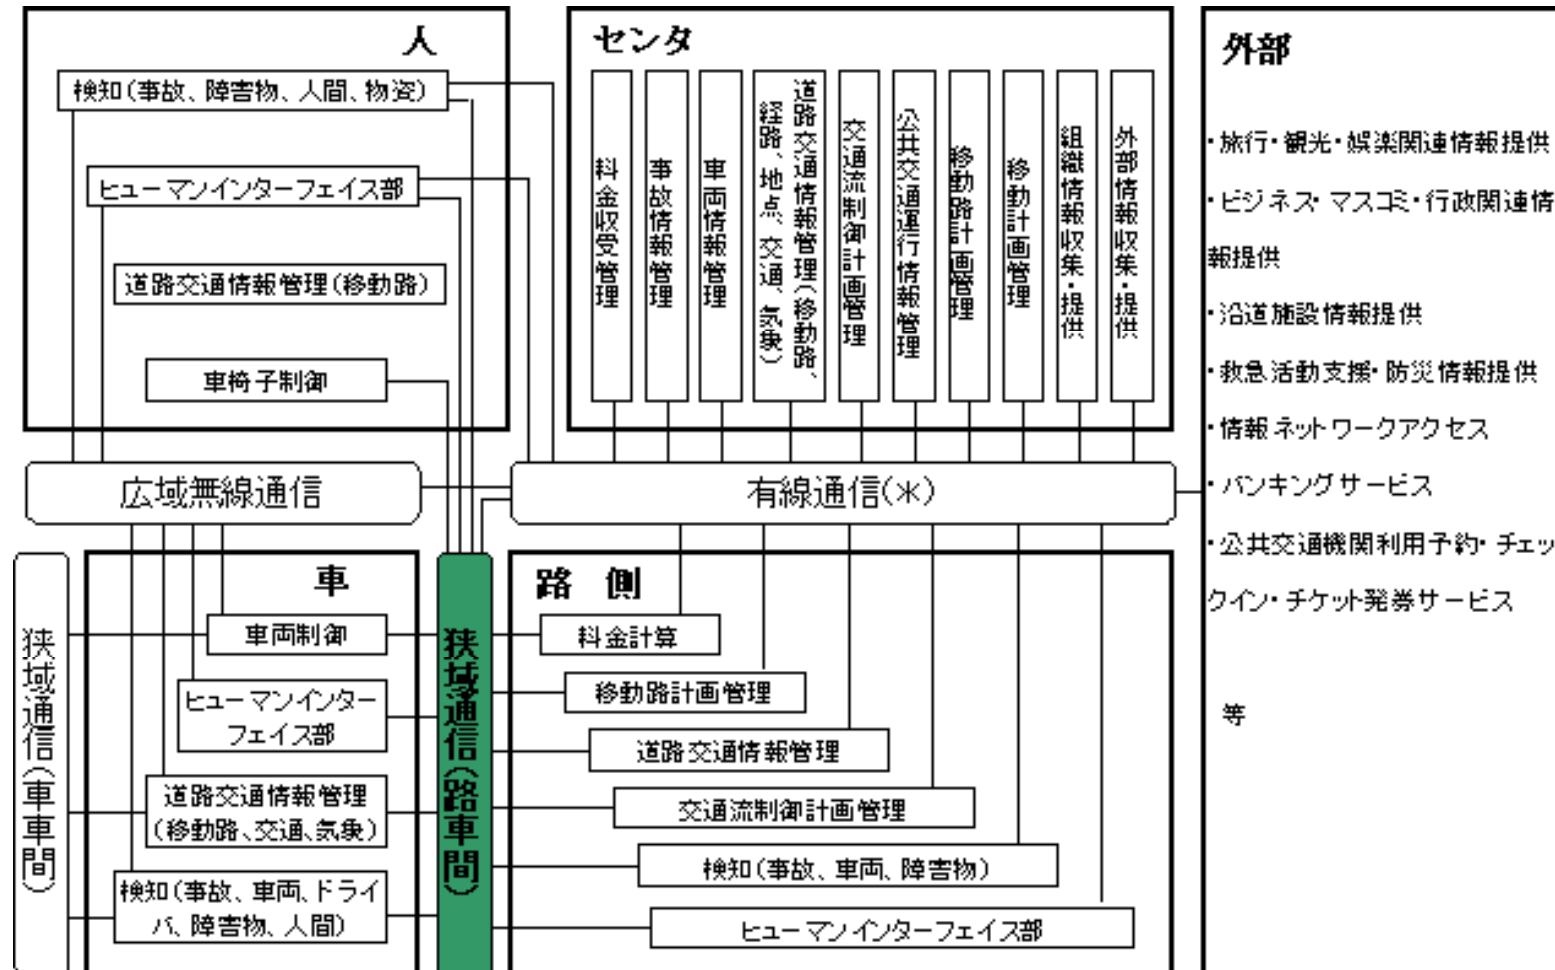 人
検知(事故、障害物、人間、物資)
ヒューマンインターフェイス部
道路交通情報管理(移動路)
車椅子制御
センタ
料金収受管理
事故情報管理
車両情報管理
道路交通情報管理(移動路、
経路、地点、交通、気象)
交通流制御計画管理
公共交通運行情報管理
移動路計画管理
移動計画管理
組織情報収集・提供
外部情報収集・提供
外部
・旅行・観光・娯楽関連情報提供
・ビジネス・マスコミ・行政関連情
報提供
・沿道施設情報提供
・救急活動支援・防災情報提供
・情報ネットワークアクセス
・バンキングサービス
・公共交通機関利用予約・チェッ
クイン・チケット発券サービス
等
広域無線通信
有線通信(*)
狭域通信(車車間)
車
車両制御
ヒューマンインター
フェイス部
道路交通情報管理
(移動路、交通、気象)
検知(事故、車両、ドライ
バ、障害物、人間)
狭域通信(路車間)
路 側
料金計算
移動路計画管理
道路交通情報管理
交通流制御計画管理
検知(事故、車両、障害物)
ヒューマンインターフェイス部